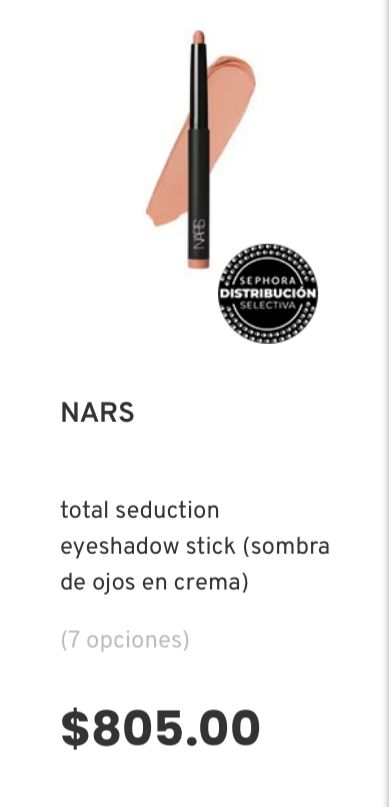 NARS
SEPHORA
DISTRIBUCIÓN
SELECTIVA
NARS
total seduction
eyeshadow stick (sombra
de ojos en crema)
(7 opciones)
$805.00